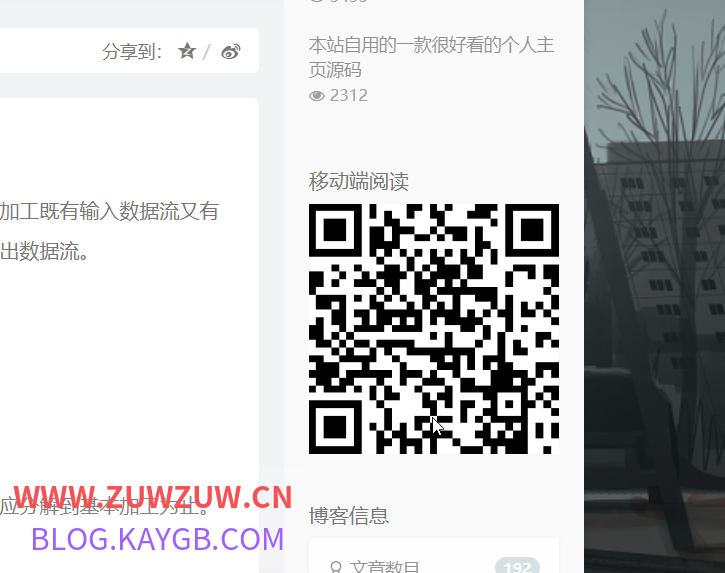 分享到: /
本站自用的一款很好看的个人主
页源码
2312
移动端阅读
加工既有输入数据流又有
出数据流。
应分解到基本加工为止。
WWW.ZUWZUW.CN
BLOG.KAYGB.COM
博客信息
文章数目 192